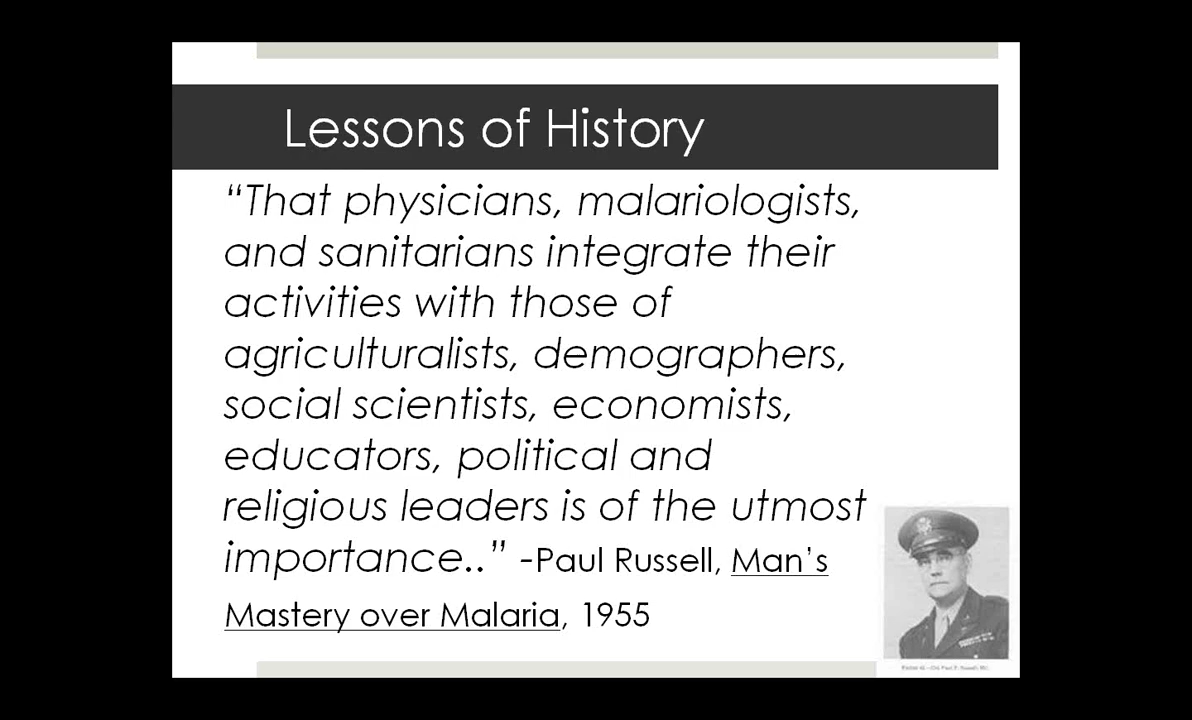 Lessons of History
“That physicians, malariologists,
and sanitarians integrate their
activities with those of
agriculturalists, demographers,
social scientists, economists,
educators, political and
religious leaders is of the utmost
importance..” -Paul Russell, Man’s
Mastery over Malaria, 1955